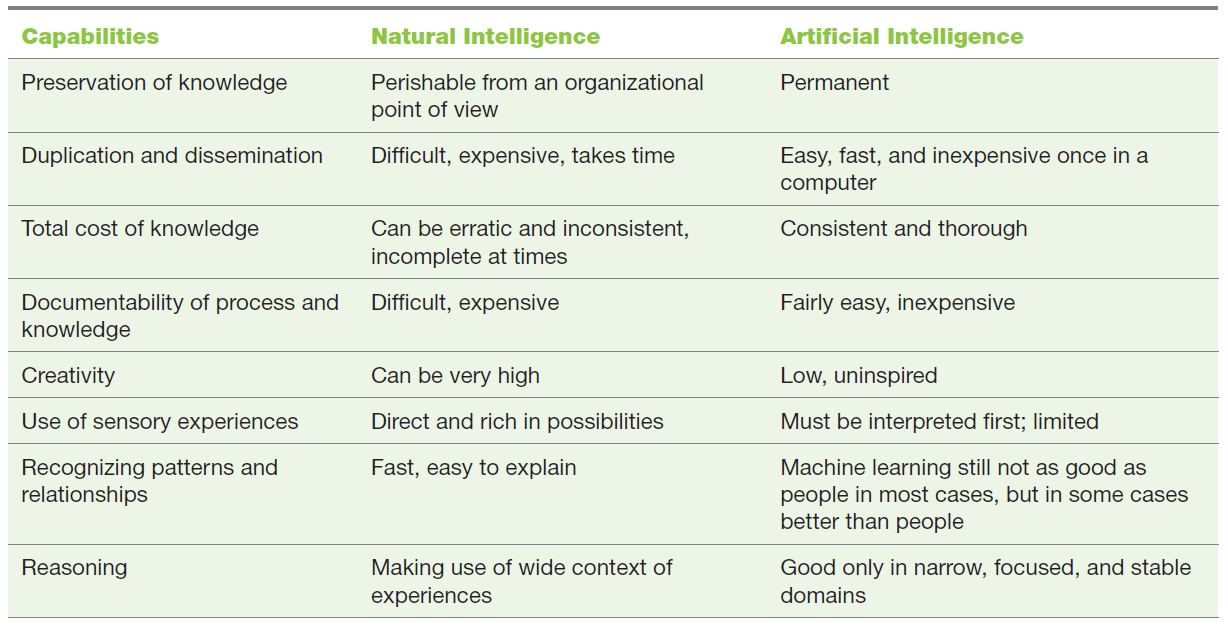 Capabilities Natural Intelligence Artificial Intelligence
Preservation of knowledge Perishable from an organizational Permanent
point of view
Duplication and dissemination Difficult, expensive, takes time Easy, fast, and inexpensive once in a
computer
Total cost of knowledge Can be erratic and inconsistent, Consistent and thorough
incomplete at times
Documentability of process and Difficult, expensive Fairly easy, inexpensive
knowledge
Creativity Can be very high Low, uninspired
Use of sensory experiences Direct and rich in possibilities Must be interpreted first; limited
Recognizing patterns and Fast, easy to explain Machine learning still not as good as
relationships people in most cases, but in some cases
better than people
Reasoning Making use of wide context of Good only in narrow, focused, and stable
experiences domains